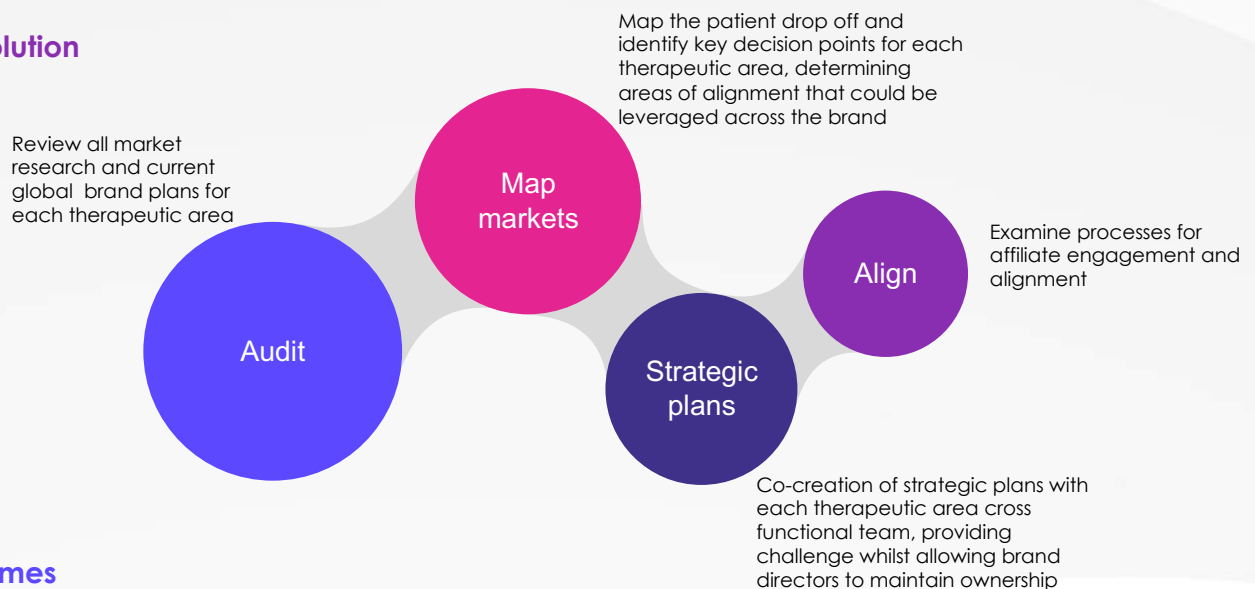 olution
Review all market
research and current
global brand plans for
each therapeutic area
Audit
Map
markets
Map the patient drop off and
identify key decision points for each
therapeutic area, determining
areas of alignment that could be
leveraged across the brand
Strategic
plans
Co-creation of strategic plans with
each therapeutic area cross
functional team, providing
challenge whilst allowing brand
directors to maintain ownership
Align
Examine processes for
affiliate engagement and
alignment
mes